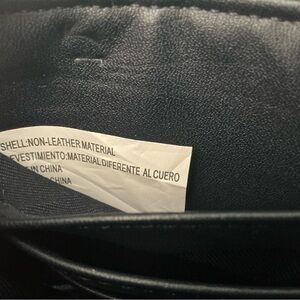 SHELL:NON-LEATHER MATERIAL
EVESTIMIENTO:MATERIAL DIFERENTE AL CUERO
IN CHINA
CHINA